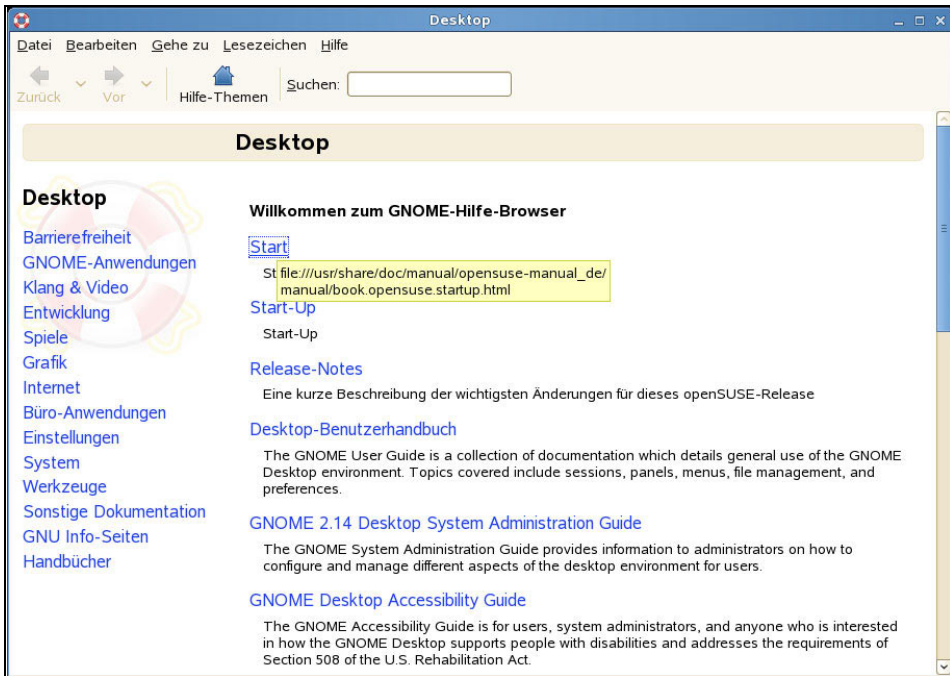 Desktop
Datei Bearbeiten Gehe zu Lesezeichen Hilfe
Zurück Vor Hilfe-Themen Suchen:
Desktop
Desktop
Barrierefreiheit
GNOME-Anwendungen
Klang & Video
Entwicklung
Spiele
Grafik
Internet
Büro-Anwendungen
Einstellungen
System
Werkzeuge
Sonstige Dokumentation
GNU Info-Seiten
Handbücher
Willkommen zum GNOME-Hilfe-Browser
Start
St
file:///usr/share/doc/manual/opensuse-manual_de/
manual/book.opensuse.startup.html
Start-Up
Start-Up
Release-Notes
Eine kurze Beschreibung der wichtigsten Änderungen für dieses openSUSE-Release
Desktop-Benutzerhandbuch
The GNOME User Guide is a collection of documentation which details general use of the GNOME
Desktop environment. Topics covered include sessions, panels, menus, file management, and
preferences.
GNOME 2.14 Desktop System Administration Guide
The GNOME System Administration Guide provides information to administrators on how to
configure and manage different aspects of the desktop environment for users.
GNOME Desktop Accessibility Guide
The GNOME Accessibility Guide is for users, system administrators, and anyone who is interested
in how the GNOME Desktop supports people with disabilities and addresses the requirements of
Section 508 of the U.S. Rehabilitation Act.